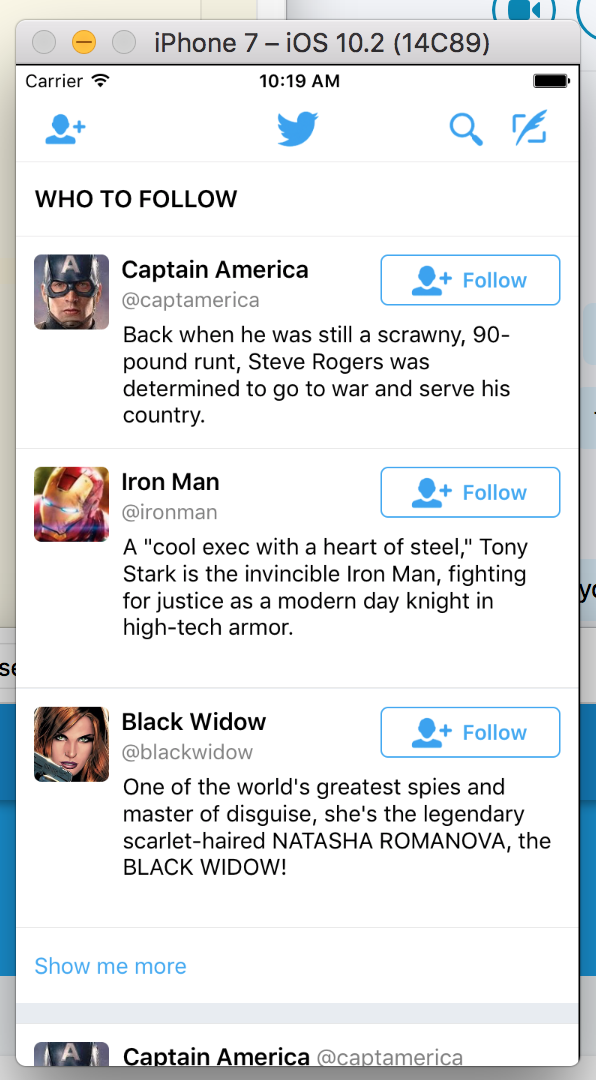 iPhone 7 – iOS 10.2 (14C89)
Carrier 10:19 AM
WHO TO FOLLOW
Captain America
Follow
@captamerica
Back when he was still a scrawny, 90-
pound runt, Steve Rogers was
determined to go to war and serve his
country.
Iron Man
Follow
@ironman
A "cool exec with a heart of steel," Tony
Stark is the invincible Iron Man, fighting
for justice as a modern day knight in
high-tech armor.
Black Widow
Follow
@blackwidow
One of the world's greatest spies and
master of disguise, she's the legendary
scarlet-haired NATASHA ROMANOVA, the
BLACK WIDOW!
Show me more
Captain America @captamerica